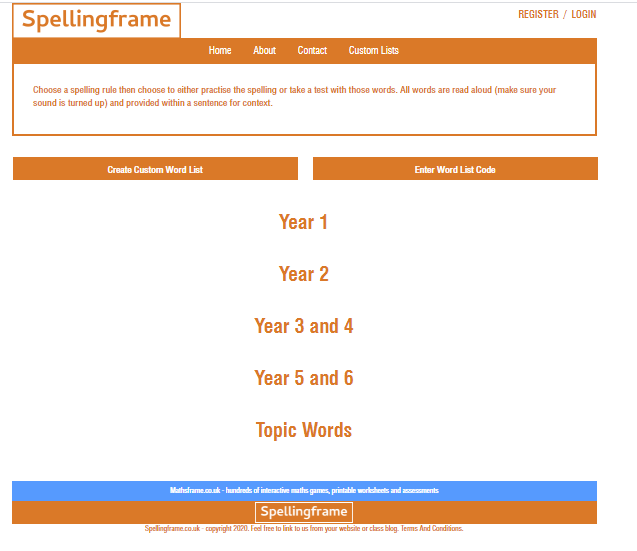 Spellingframe
REGISTER / LOGIN
Home About Contact Custom Lists
Choose a spelling rule then choose to either practise the spelling or take a test with those words. All words are read aloud (make sure your
sound is turned up) and provided within a sentence for context.
Create Custom Word List
Enter Word List Code
Year 1
Year 2
Year 3 and 4
Year 5 and 6
Topic Words
Mathsframe.co.uk - hundreds of interactive maths games, printable worksheets and assessments
Spellingframe
Spellingframe.co.uk - copyright 2020. Feel free to link to us from your website or class blog. Terms And Conditions.